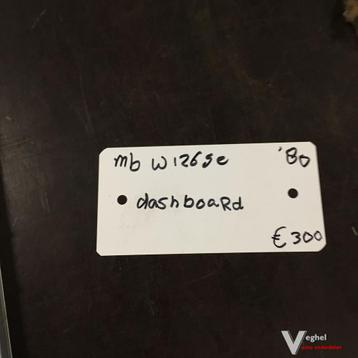 mb w126se '80
dashboaRd
€300
Veghel